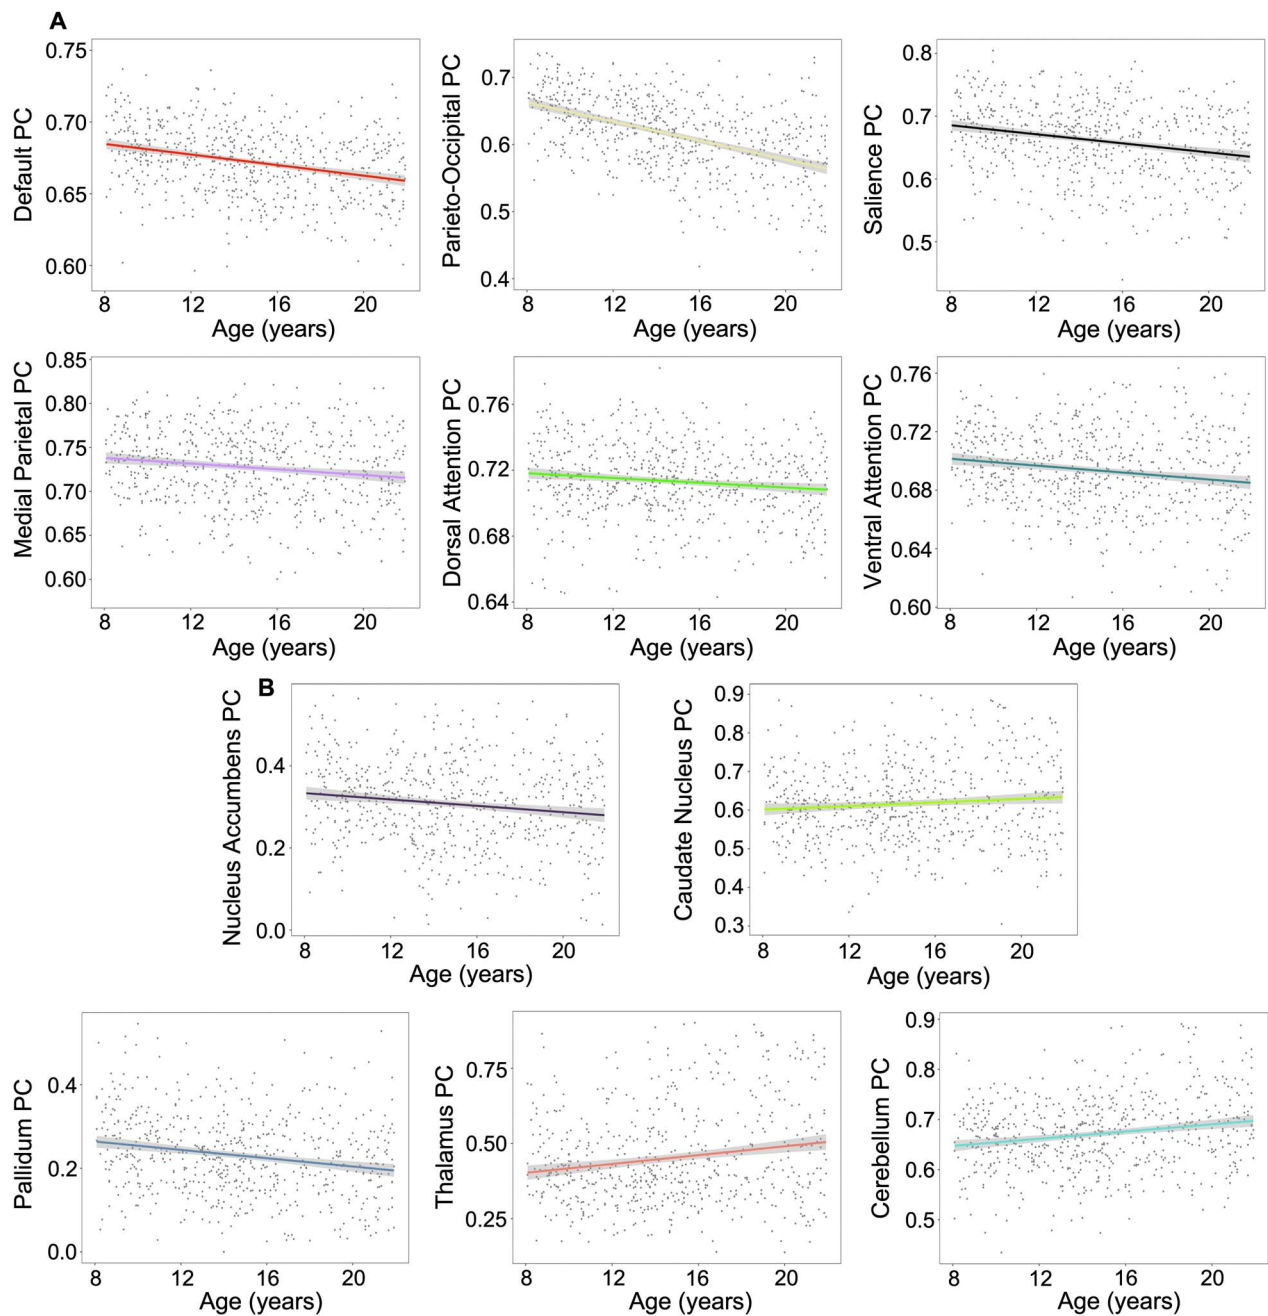 A
Default PC
0.75
0.70
0.65
0.60
8 12 16 20
Age (years)
Parieto-Occipital PC
0.7
0.6
0.5
0.4
8 12 16 20
Age (years)
Salience PC
0.8
0.7
0.6
0.5
8 12 16 20
Age (years)
Medial Parietal PC
0.85
0.80
0.75
0.70
0.65
0.60
8 12 16 20
Age (years)
Dorsal Attention PC
0.76
0.72
0.68
0.64
8 12 16 20
Age (years)
Ventral Attention PC
0.76
0.72
0.68
0.64
0.60
8 12 16 20
Age (years)
B
Nucleus Accumbens PC
0.4
0.2
0.0
8 12 16 20
Age (years)
Caudate Nucleus PC
0.9
0.8
0.7
0.6
0.5
0.4
0.3
8 12 16 20
Age (years)
Pallidum PC
0.4
0.2
0.0
8 12 16 20
Age (years)
Thalamus PC
0.75
0.50
0.25
8 12 16 20
Age (years)
Cerebellum PC
0.9
0.8
0.7
0.6
0.5
8 12 16 20
Age (years)